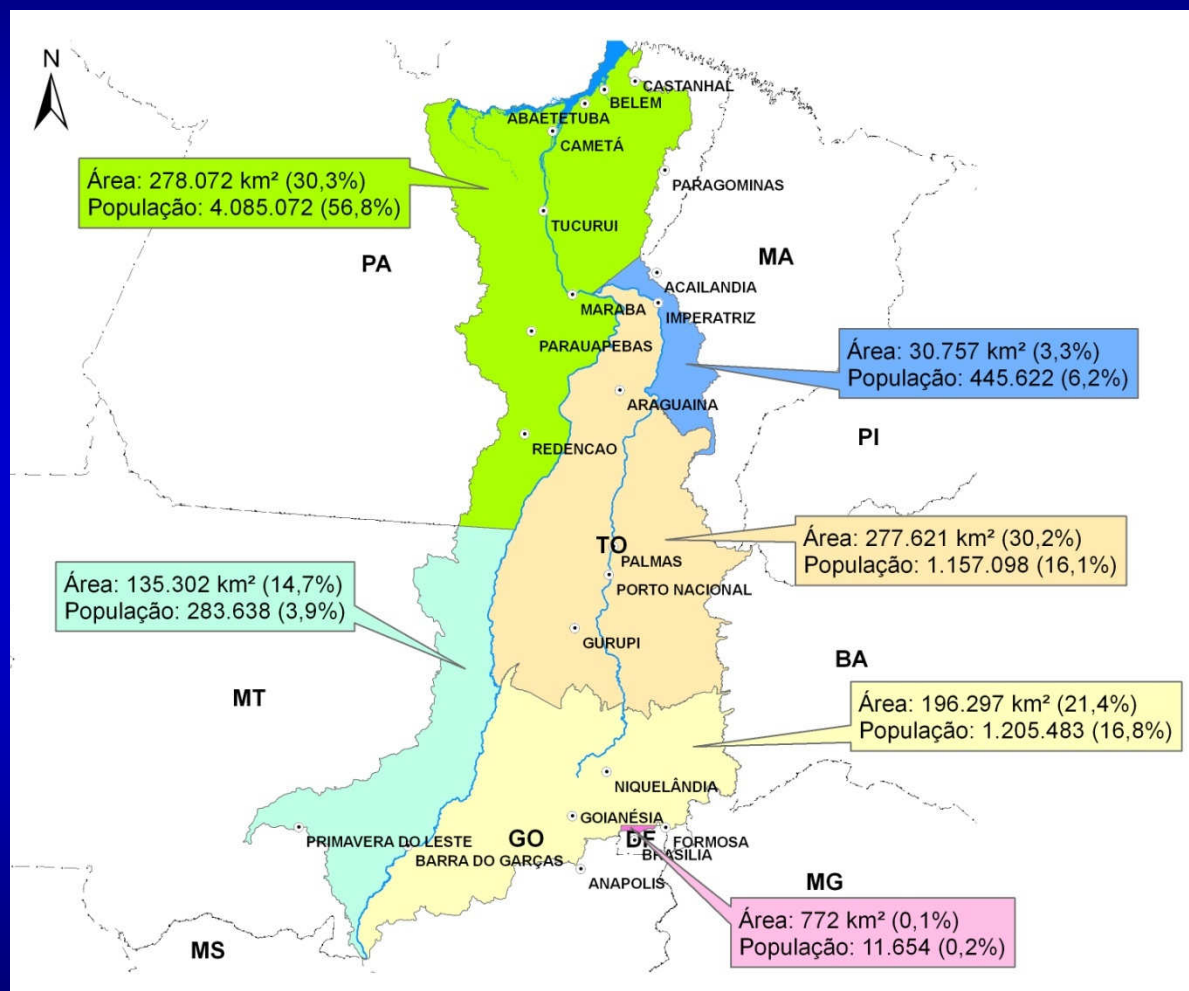 N
CASTANHAL
BELEM
ABAETETUBA
CAMETÁ
Área: 278.072 km² (30,3%)
População: 4.085.072 (56,8%)
PARAGOMINAS
TUCURUI
PA
MA
ACAILANDIA
MARABA
IMPERATRIZ
PARAUAPEBAS
Área: 30.757 km² (3,3%)
População: 445.622 (6,2%)
ARAGUAINA
PI
REDENCAO
Área: 277.621 km² (30,2%)
População: 1.157.098 (16,1%)
TO
PALMAS
PORTO NACIONAL
Área: 135.302 km² (14,7%)
População: 283.638 (3,9%)
GURUPI
BA
MT
Área: 196.297 km² (21,4%)
População: 1.205.483 (16,8%)
NIQUELÂNDIA
GOIANÉSIA
PRIMAVERA DO LESTE
GO
DF
FORMOSA
BRASILIA
BARRA DO GARÇAS
ANAPOLIS
MG
Área: 772 km² (0,1%)
População: 11.654 (0,2%)
MS